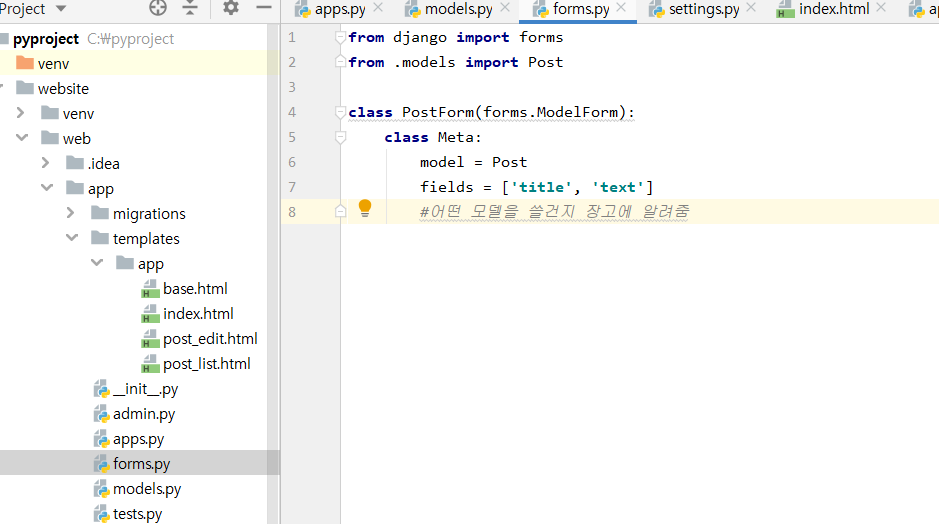 Project
apps.py
models.py
forms.py
settings.py
index.html
pyproject C:\pyproject
venv
website
venv
web
.idea
app
migrations
templates
app
base.html
index.html
post_edit.html
post_list.html
__init__.py
admin.py
apps.py
forms.py
models.py
tests.py
1 from django import forms
2 from .models import Post
3
4 class PostForm(forms.ModelForm):
5 class Meta:
6 model = Post
7 fields = ['title', 'text']
8 #어떤 모델을 쓸건지 장고에 알려줌